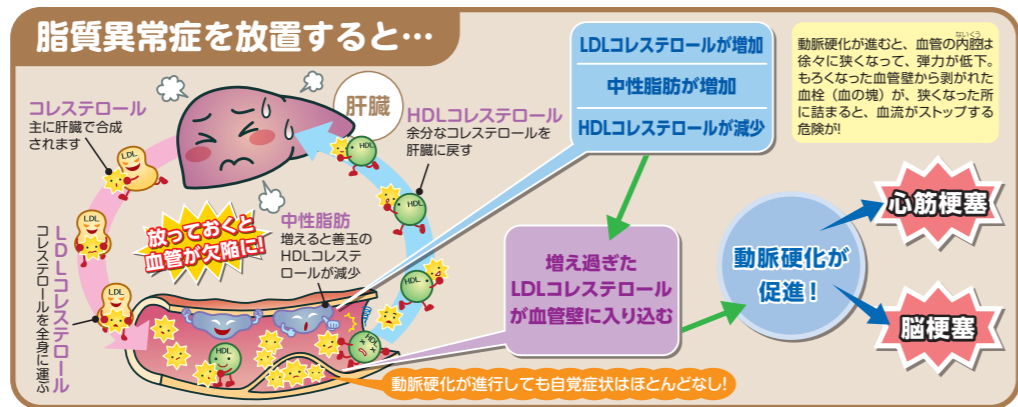 脂質異常症を放置すると…
コレステロール
主に肝臓で合成
されます
肝臓
HDLコレステロール
余分なコレステロールを
肝臓に戻す
LDL
HDL
LDL
HDL
LDL
HDL
LDLコレステロール
コレステロールを全身に運ぶ
放っておくと
血管が欠陥に!
中性脂肪
増えると善玉の
HDLコレステ
ロールが減少
HDL
HDL
動脈硬化が進行しても自覚症状はほとんどなし!
LDLコレステロールが増加
中性脂肪が増加
HDLコレステロールが減少
増え過ぎた
LDLコレステロール
が血管壁に入り込む
動脈硬化が
促進!
心筋梗塞
脳梗塞
ないくう
動脈硬化が進むと、血管の内腔は
徐々に狭くなって、弾力が低下。
もろくなった血管壁から剥がれた
血栓（血の塊）が、狭くなった所
に詰まると、血流がストップする
危険が!